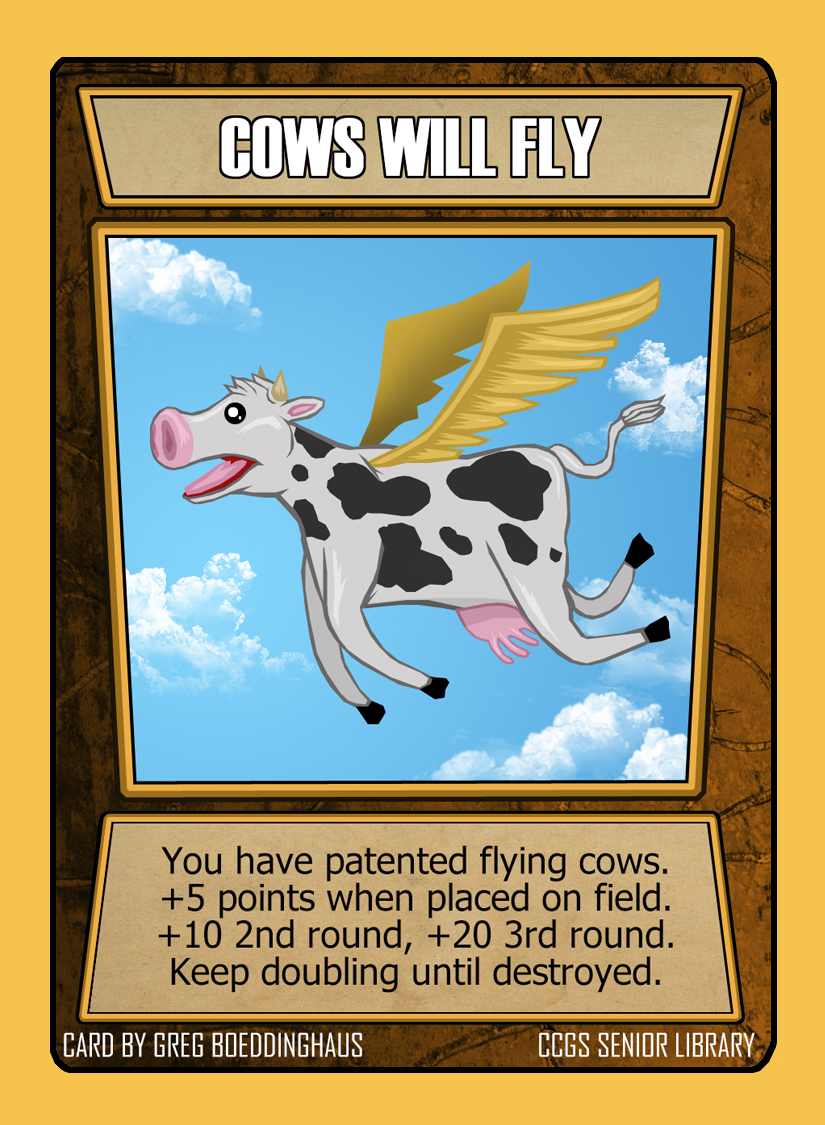 COWS WILL FLY
You have patented flying cows.
+5 points when placed on field.
+10 2nd round, +20 3rd round.
Keep doubling until destroyed.
CARD BY GREG BOEDDINGHAUS
CCGS SENIOR LIBRARY